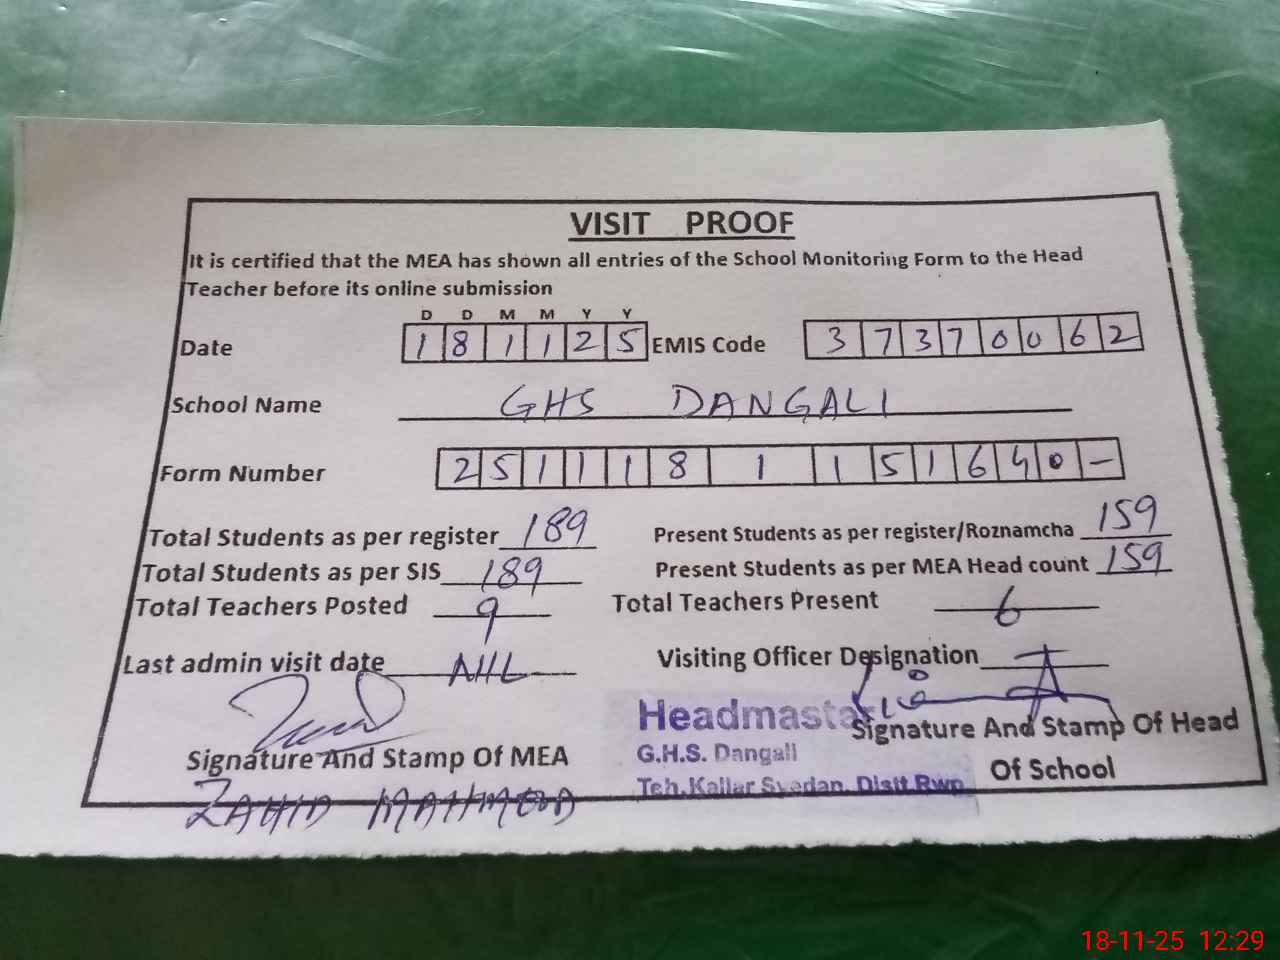 VISIT PROOF
It is certified that the MEA has shown all entries of the School Monitoring Form to the Head
Teacher before its online submission
D D M M Y Y
Date 1 8 1 1 2 5 EMIS Code 3 7 3 7 0 0 6 2
School Name GHS DANGALI
Form Number 2 5 1 1 1 8 1 1 5 1 6 4 0 -
Total Students as per register 189 Present Students as per register/Roznamcha 159
Total Students as per SIS 189 Present Students as per MEA Head count 159
Total Teachers Posted 9 Total Teachers Present 6
Last admin visit date NIL Visiting Officer Designation
Headmaster
Signature And Stamp Of Head
Signature And Stamp Of MEA
G.H.S. Dangali
Of School
Teh. Kallar Syedan, Distt. Rwp
ZAHID MAHMOOD
18-11-25 12:29